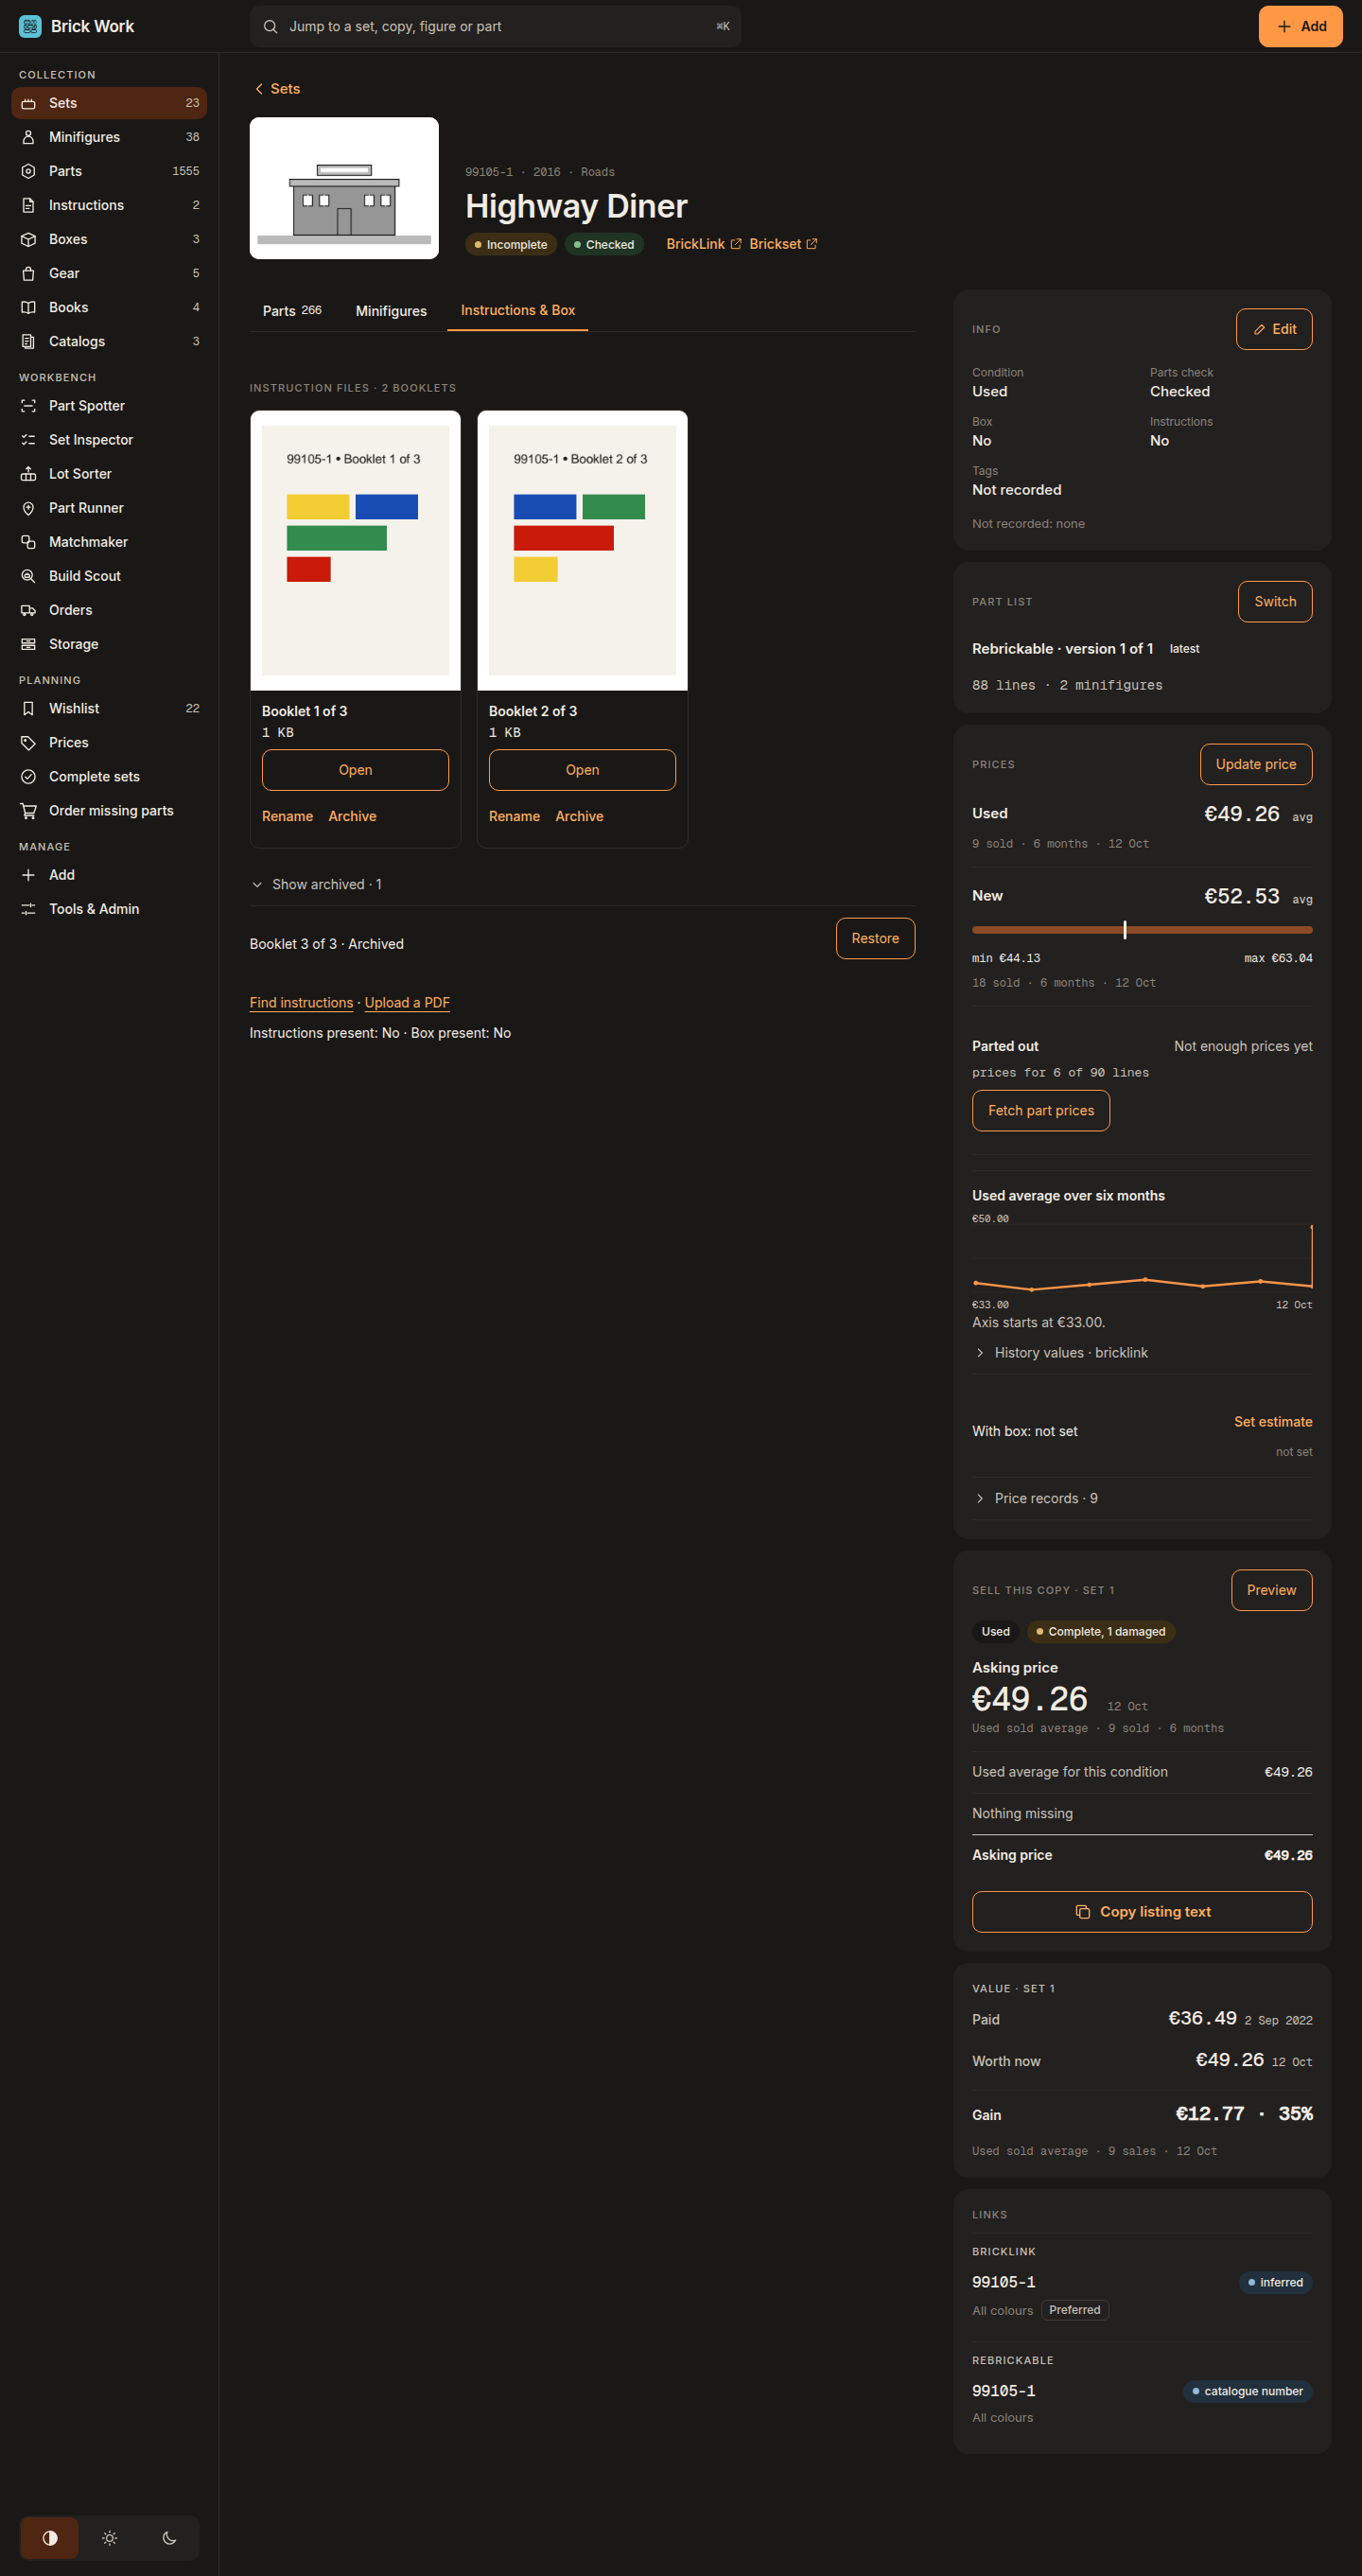 Brick Work
Jump to a set, copy, figure or part
⌘K
Add
COLLECTION
Sets 23
Minifigures 38
Parts 1555
Instructions 2
Boxes 3
Gear 5
Books 4
Catalogs 3
WORKBENCH
Part Spotter
Set Inspector
Lot Sorter
Part Runner
Matchmaker
Build Scout
Orders
Storage
PLANNING
Wishlist 22
Prices
Complete sets
Order missing parts
MANAGE
Add
Tools & Admin
Sets
99105-1 · 2016 · Roads
Highway Diner
Incomplete
Checked
BrickLink
Brickset
Parts 266
Minifigures
Instructions & Box
INSTRUCTION FILES · 2 BOOKLETS
99105-1 • Booklet 1 of 3
Booklet 1 of 3
1 KB
Open
Rename Archive
99105-1 • Booklet 2 of 3
Booklet 2 of 3
1 KB
Open
Rename Archive
Show archived · 1
Booklet 3 of 3 · Archived
Restore
Find instructions · Upload a PDF
Instructions present: No · Box present: No
INFO
Edit
Condition
Used
Parts check
Checked
Box
No
Instructions
No
Tags
Not recorded
Not recorded: none
PART LIST
Switch
Rebrickable · version 1 of 1 latest
88 lines · 2 minifigures
PRICES
Update price
Used €49.26 avg
9 sold · 6 months · 12 Oct
New €52.53 avg
min €44.13 max €63.04
18 sold · 6 months · 12 Oct
Parted out Not enough prices yet
prices for 6 of 90 lines
Fetch part prices
Used average over six months
€50.00
€33.00 12 Oct
Axis starts at €33.00.
History values · bricklink
With box: not set
Set estimate
not set
Price records · 9
SELL THIS COPY · SET 1
Preview
Used
Complete, 1 damaged
Asking price
€49.26 12 Oct
Used sold average · 9 sold · 6 months
Used average for this condition €49.26
Nothing missing
Asking price €49.26
Copy listing text
VALUE · SET 1
Paid €36.49 2 Sep 2022
Worth now €49.26 12 Oct
Gain €12.77 · 35%
Used sold average · 9 sales · 12 Oct
LINKS
BRICKLINK
99105-1 inferred
All colours Preferred
REBRICKABLE
99105-1 catalogue number
All colours